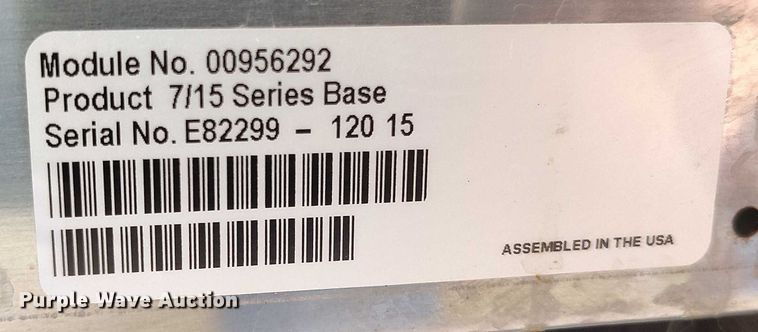 Module No. 00956292
Product 7/15 Series Base
Serial No. E82299 - 120 15
ASSEMBLED IN THE USA
Purple Wave Auction